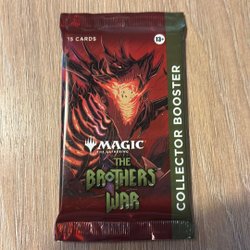 15 CARDS
13+
MAGIC
THE GATHERING
THE
BROTHERS'
WAR
COLLECTOR BOOSTER